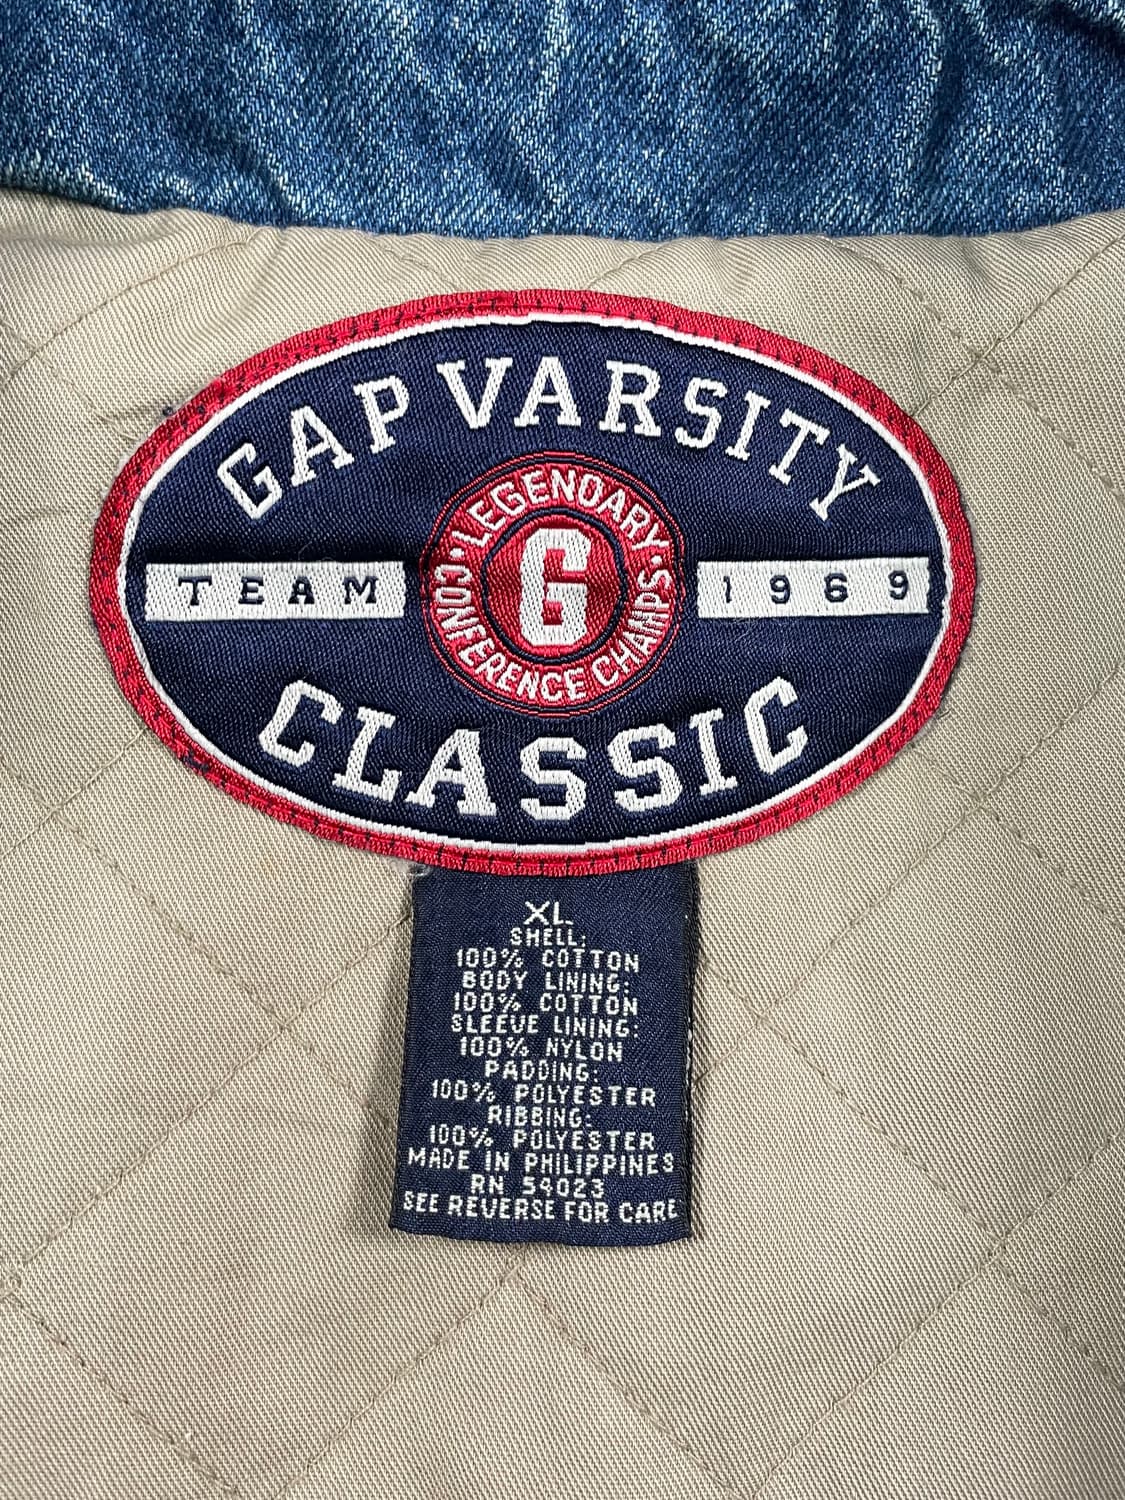 GAP VARSITY
LEGENDARY
TEAM G 1969
CONFERENCE CHAMPS
CLASSIC
XL
SHELL:
100% COTTON
BODY LINING:
100% COTTON
SLEEVE LINING:
100% NYLON
PADDING:
100% POLYESTER
RIBBING:
100% POLYESTER
MADE IN PHILIPPINES
RN 54023
SEE REVERSE FOR CARE